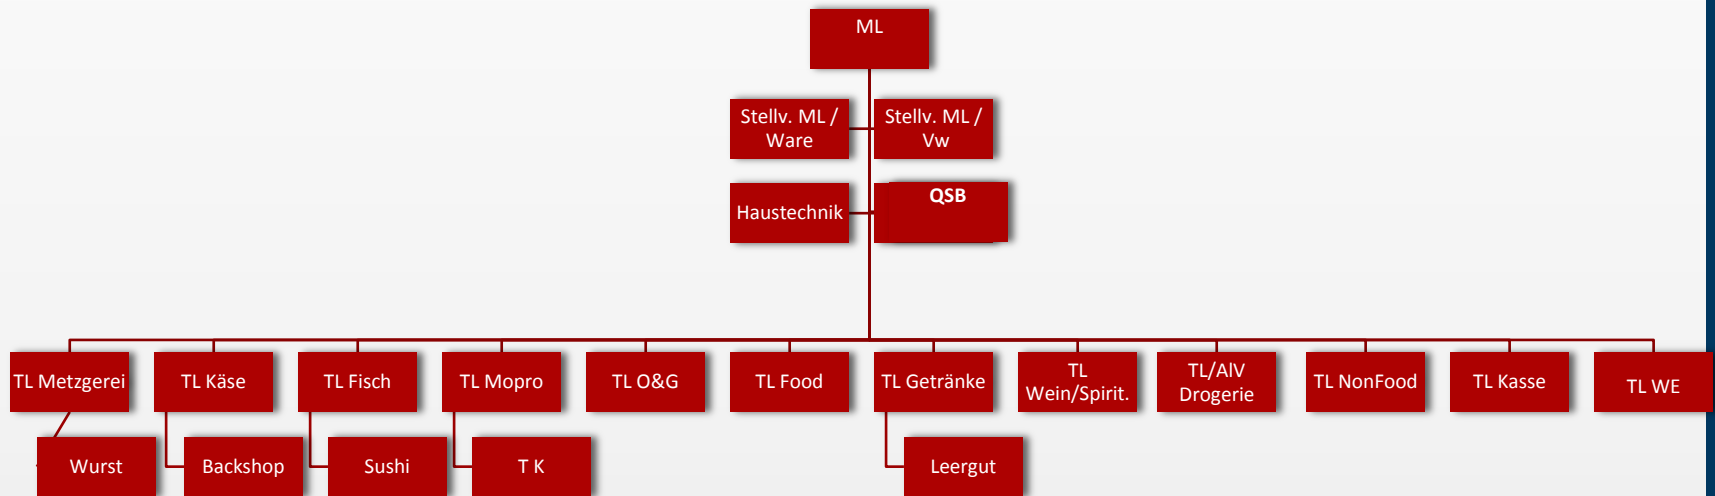 ML
Stellv. ML /
Ware
Stellv. ML /
Vw
Haustechnik
QSB
TL Metzgerei
TL Käse
TL Fisch
TL Mopro
TL O&G
TL Food
TL Getränke
TL
Wein/Spirit.
TL/AlV
Drogerie
TL NonFood
TL Kasse
TL WE
Wurst
Backshop
Sushi
T K
Leergut